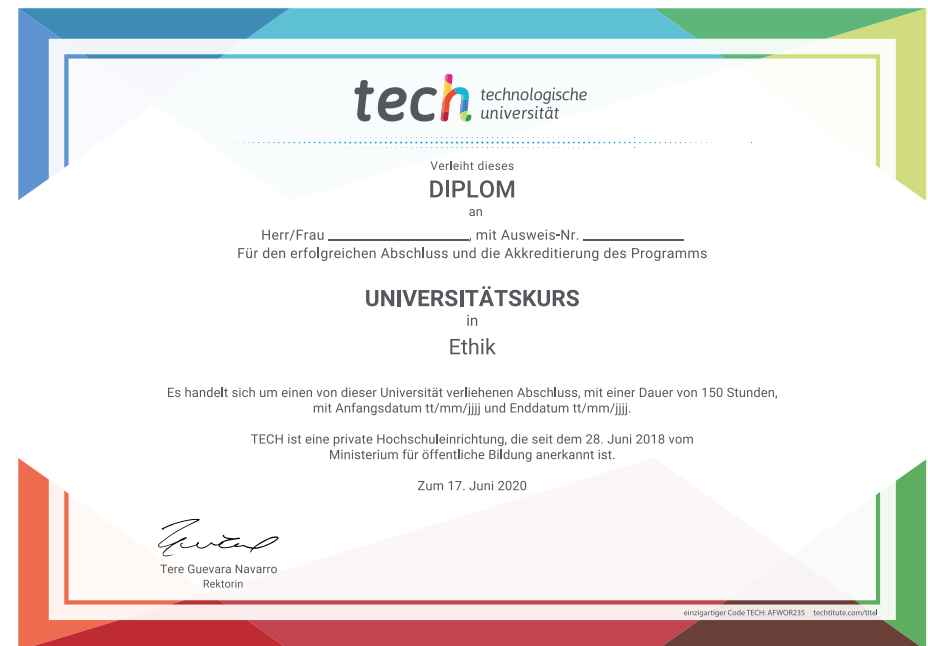 tech technologische
universität
Verleiht dieses
DIPLOM
an
Herr/Frau ____________________, mit Ausweis-Nr. ______________
Für den erfolgreichen Abschluss und die Akkreditierung des Programms
UNIVERSITÄTSKURS
in
Ethik
Es handelt sich um einen von dieser Universität verliehenen Abschluss, mit einer Dauer von 150 Stunden,
mit Anfangsdatum tt/mm/jjjj und Enddatum tt/mm/jjjj.
TECH ist eine private Hochschuleinrichtung, die seit dem 28. Juni 2018 vom
Ministerium für öffentliche Bildung anerkannt ist.
Zum 17. Juni 2020
Tere Guevara Navarro
Rektorin
einzigartiger Code TECH: AFWOR23S techtitute.com/titel